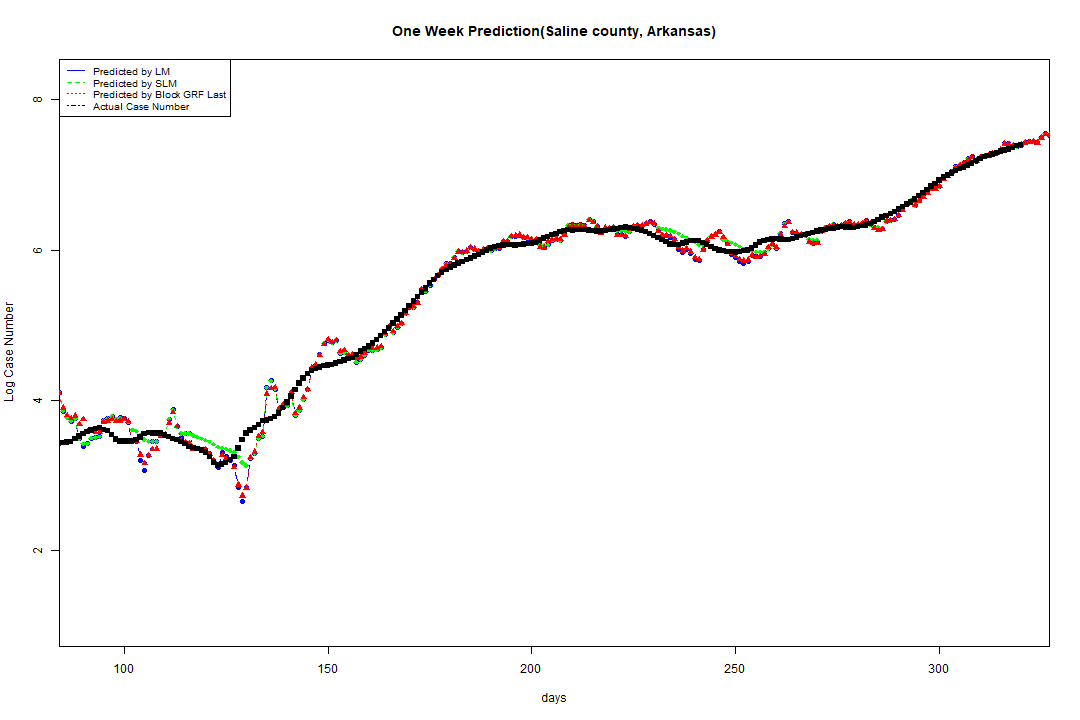 One Week Prediction(Saline county, Arkansas)
Predicted by LM
Predicted by SLM
Predicted by Block GRF Last
Actual Case Number
8
6
4
2
Log Case Number
100 150 200 250 300
days